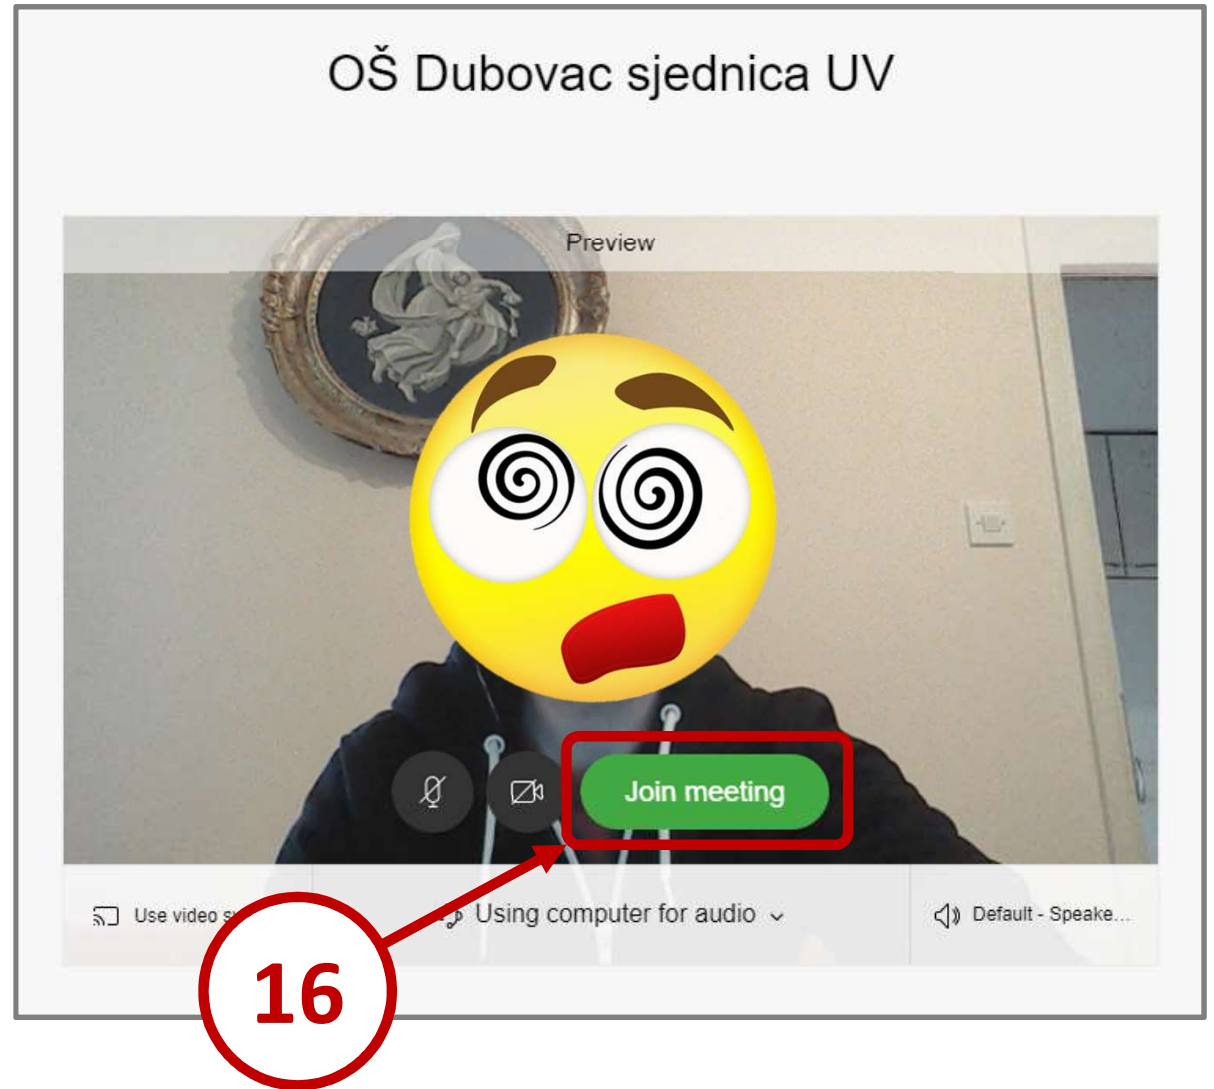 OŠ Dubovac sjednica UV
Preview
Join meeting
Use video
Using computer for audio
Default - Speake...
16